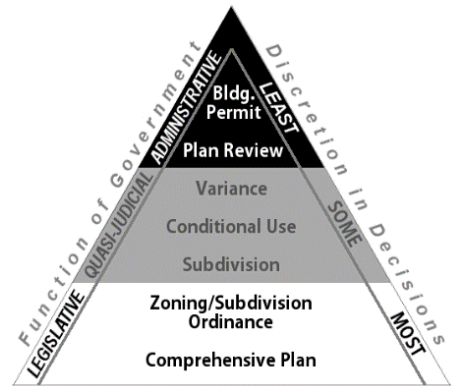 Function of Government
Discretion in Decisions
ADMINISTRATIVE
LEAST
Bldg.
Permit
Plan Review
QUASI-JUDICIAL
SOME
Variance
Conditional Use
Subdivision
LEGISLATIVE
MOST
Zoning/Subdivision
Ordinance
Comprehensive Plan